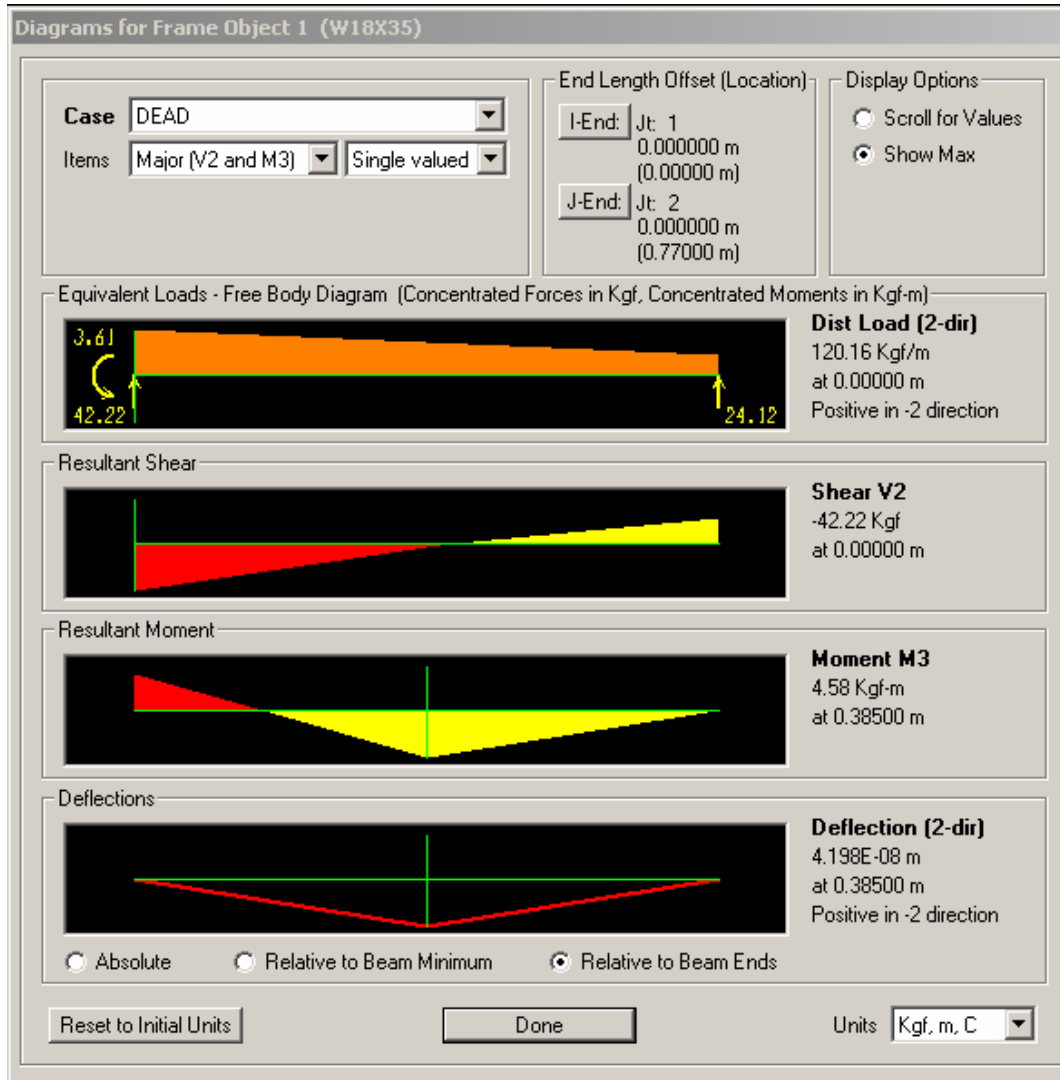 Diagrams for Frame Object 1 (W18X35)
Case DEAD
Items Major (V2 and M3) Single valued
End Length Offset (Location)
I-End: Jt: 1
0.000000 m
(0.00000 m)
J-End: Jt: 2
0.000000 m
(0.77000 m)
Display Options
Scroll for Values
Show Max
Equivalent Loads - Free Body Diagram (Concentrated Forces in Kgf, Concentrated Moments in Kgf-m)
3.61
42.22
24.12
Dist Load (2-dir)
120.16 Kgf/m
at 0.00000 m
Positive in -2 direction
Resultant Shear
Shear V2
-42.22 Kgf
at 0.00000 m
Resultant Moment
Moment M3
4.58 Kgf-m
at 0.38500 m
Deflections
Deflection (2-dir)
4.198E-08 m
at 0.38500 m
Positive in -2 direction
Absolute Relative to Beam Minimum Relative to Beam Ends
Reset to Initial Units Done Units Kgf, m, C